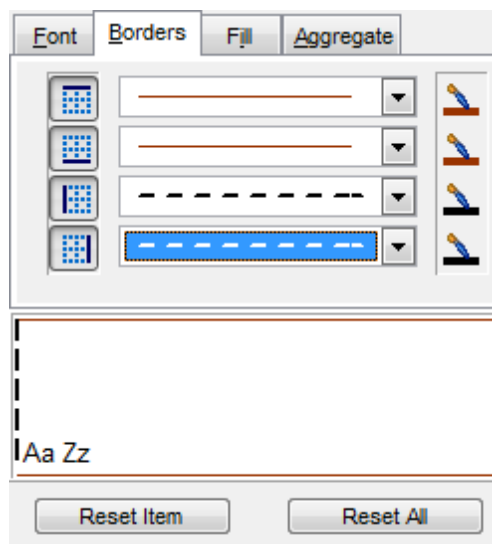 Font Borders Fill Aggregate
Aa Zz
Reset Item Reset All